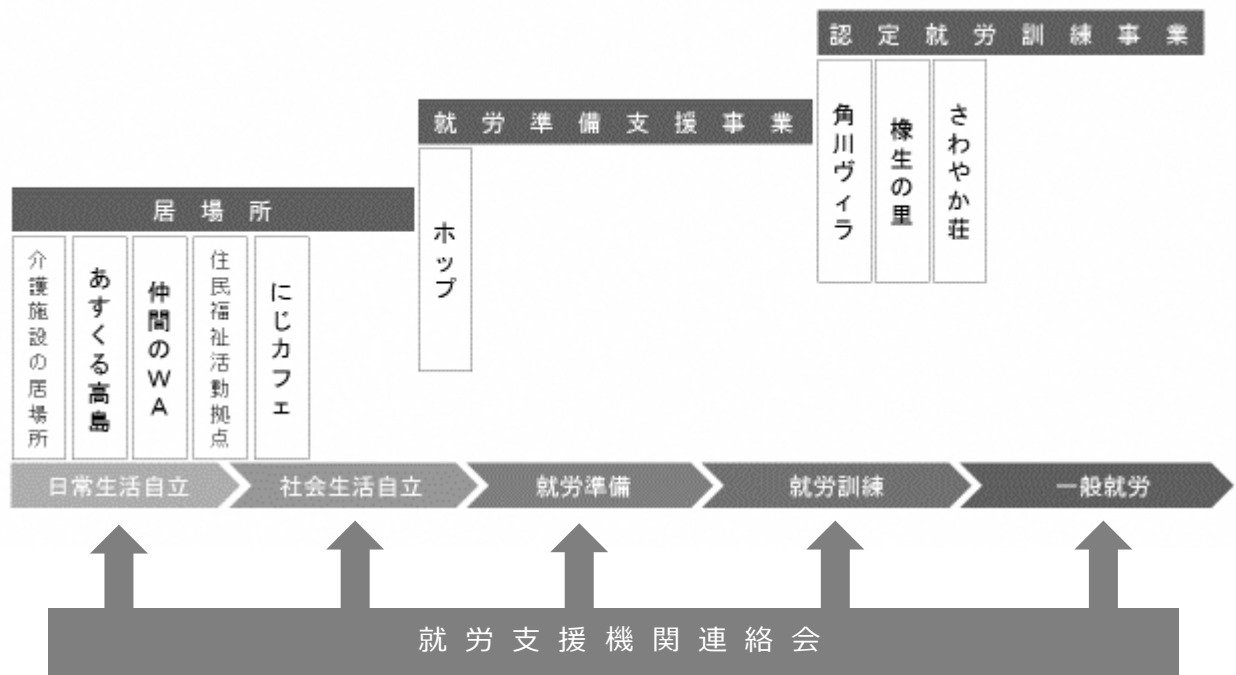 認定就労訓練事業
角川ヴィラ
橡生の里
さわやか荘
就労準備支援事業
ホップ
居場所
介護施設の居場所
あすくる高島
仲間のWA
住民福祉活動拠点
にじカフェ
日常生活自立
社会生活自立
就労準備
就労訓練
一般就労
就労支援機関連絡会